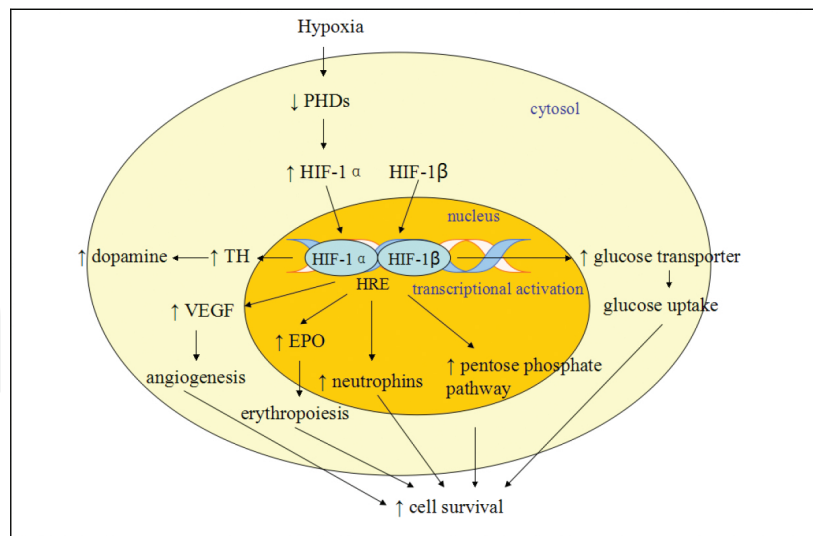 Hypoxia
↓ PHDs
cytosol
↑ HIF-1 α
HIF-1β
nucleus
↑ dopamine
↑ TH
HIF-1 α
HIF-1β
↑ glucose transporter
HRE
transcriptional activation
↑ VEGF
glucose uptake
↑ EPO
angiogenesis
↑ neutrophins
↑ pentose phosphate
pathway
erythropoiesis
↑ cell survival